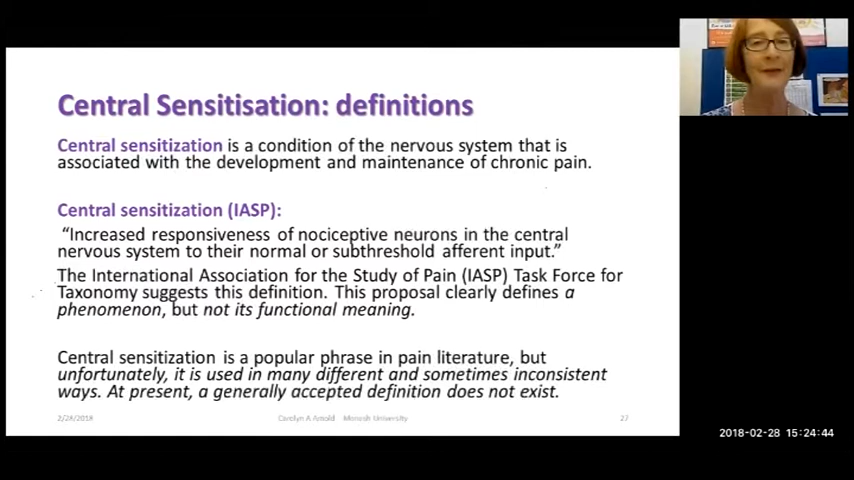 Central Sensitisation: definitions
Central sensitization is a condition of the nervous system that is
associated with the development and maintenance of chronic pain.
Central sensitization (IASP):
“Increased responsiveness of nociceptive neurons in the central
nervous system to their normal or subthreshold afferent input.”
The International Association for the Study of Pain (IASP) Task Force for
Taxonomy suggests this definition. This proposal clearly defines a
phenomenon, but not its functional meaning.
Central sensitization is a popular phrase in pain literature, but
unfortunately, it is used in many different and sometimes inconsistent
ways. At present, a generally accepted definition does not exist.
2/28/2018 Carolyn A Arnold Monash University 27
2018-02-28 15:24:44